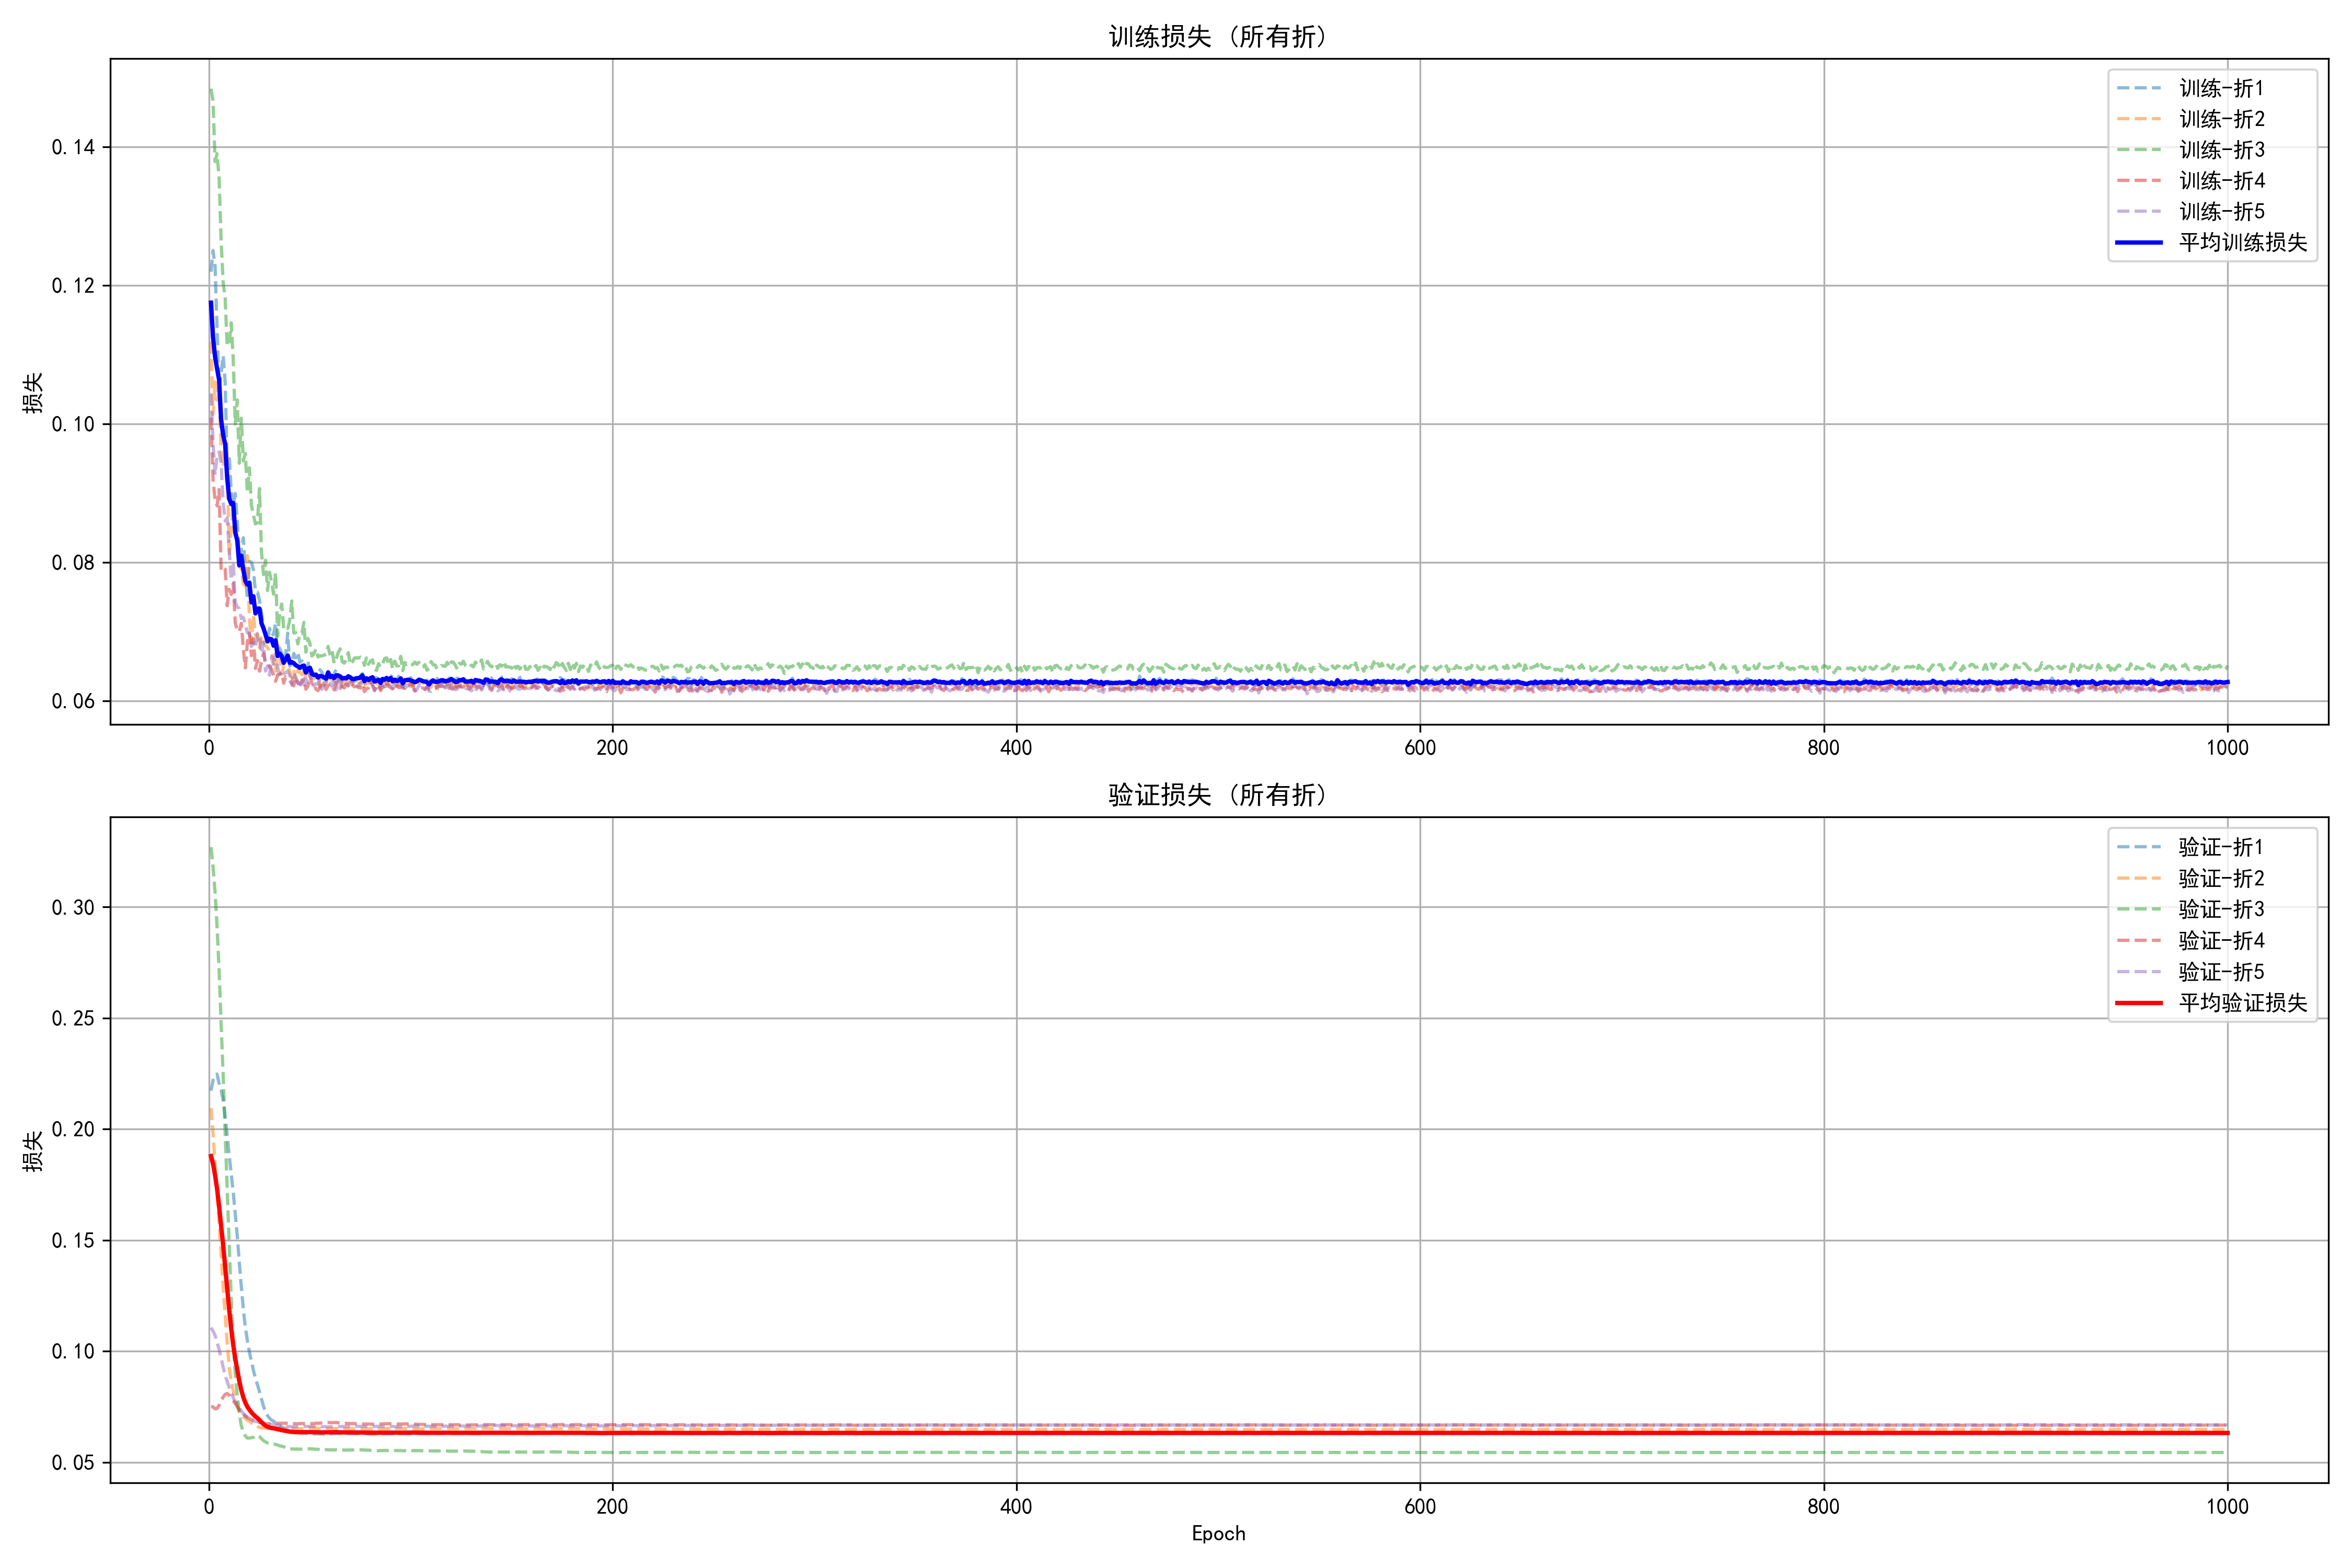 训练损失 (所有折)
损失
0.14
0.12
0.10
0.08
0.06
0 200 400 600 800 1000
训练-折1
训练-折2
训练-折3
训练-折4
训练-折5
平均训练损失
验证损失 (所有折)
损失
0.30
0.25
0.20
0.15
0.10
0.05
0 200 400 600 800 1000
Epoch
验证-折1
验证-折2
验证-折3
验证-折4
验证-折5
平均验证损失